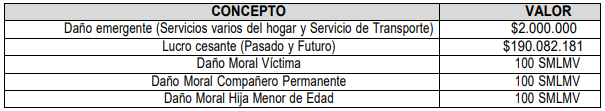 CONCEPTO VALOR
Daño emergente (Servicios varios del hogar y Servicio de Transporte) $2.000.000
Lucro cesante (Pasado y Futuro) $190.082.181
Daño Moral Víctima 100 SMLMV
Daño Moral Compañero Permanente 100 SMLMV
Daño Moral Hija Menor de Edad 100 SMLMV